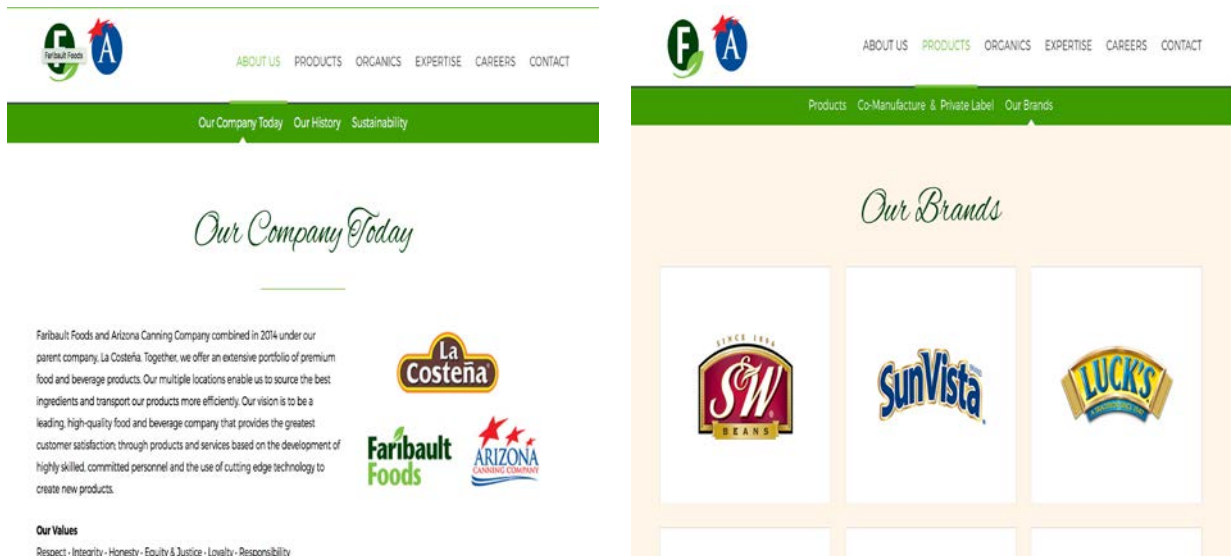 Faribault Foods
F
A
ABOUT US PRODUCTS ORGANICS EXPERTISE CAREERS CONTACT
Our Company Today Our History Sustainability
Our Company Today
Faribault Foods and Arizona Canning Company combined in 2014 under our
parent company, La Costeña. Together, we offer an extensive portfolio of premium
food and beverage products. Our multiple locations enable us to source the best
ingredients and transport our products more efficiently. Our vision is to be a
leading, high-quality food and beverage company that provides the greatest
customer satisfaction; through products and services based on the development of
highly skilled, committed personnel and the use of cutting edge technology to
create new products.
La
Costeña
Faribault
Foods
ARIZONA
CANNING COMPANY
Our Values
Respect - Integrity - Honesty - Equity & Justice - Loyalty - Responsibility
F
A
ABOUT US PRODUCTS ORGANICS EXPERTISE CAREERS CONTACT
Products Co-Manufacture & Private Label Our Brands
Our Brands
SINCE 1896
S&W
BEANS
SunVista
LUCK'S